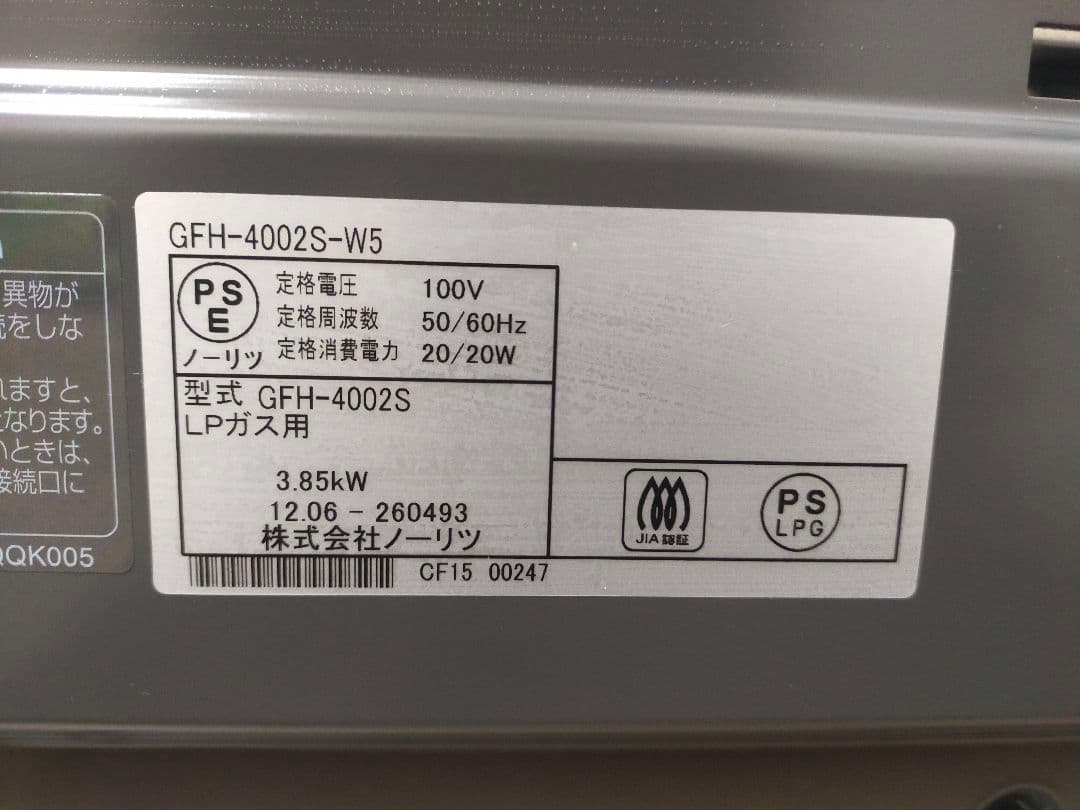 GFH-4002S-W5
PS
E
ノーリツ
定格電圧 100V
定格周波数 50/60Hz
定格消費電力 20/20W
型式 GFH-4002S
LPガス用
3.85kW
12.06 - 260493
株式会社ノーリツ
CF15 00247
JIA 認証
PS
LPG
異物が
をしな
れますと、
なります。
いときは、
接続口に
QK005